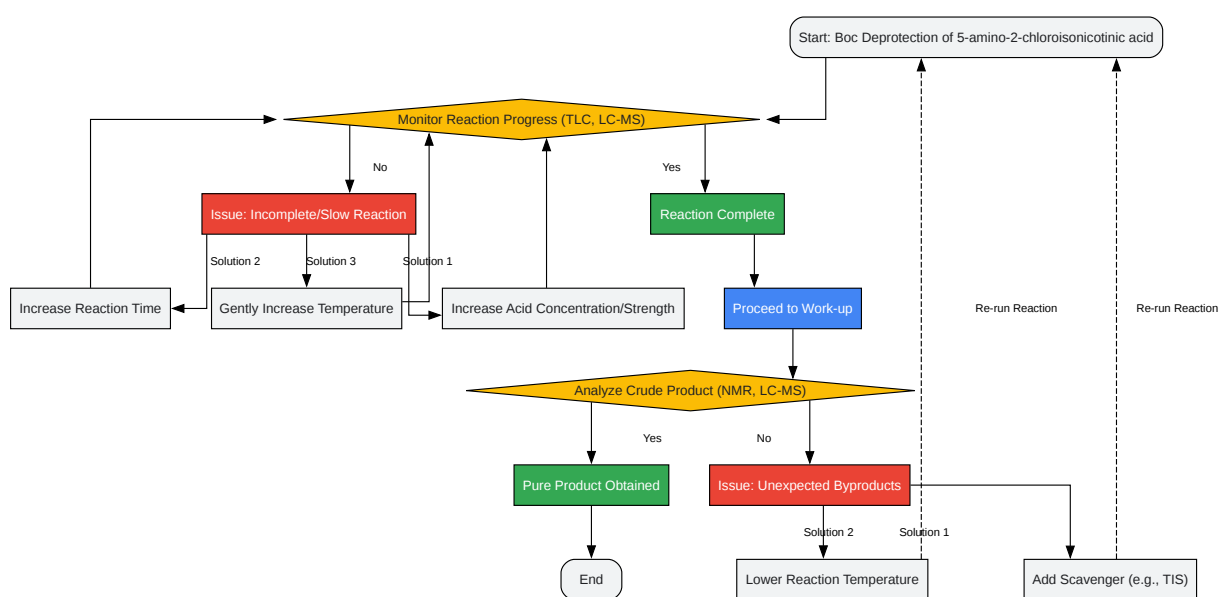 Start: Boc Deprotection of 5-amino-2-chloroisonicotinic acid
Monitor Reaction Progress (TLC, LC-MS)
No
Yes
Issue: Incomplete/Slow Reaction
Reaction Complete
Solution 2
Solution 3
Solution 1
Increase Reaction Time
Gently Increase Temperature
Increase Acid Concentration/Strength
Proceed to Work-up
Re-run Reaction
Re-run Reaction
Analyze Crude Product (NMR, LC-MS)
Yes
No
Pure Product Obtained
Issue: Unexpected Byproducts
Solution 2
Solution 1
End
Lower Reaction Temperature
Add Scavenger (e.g., TIS)